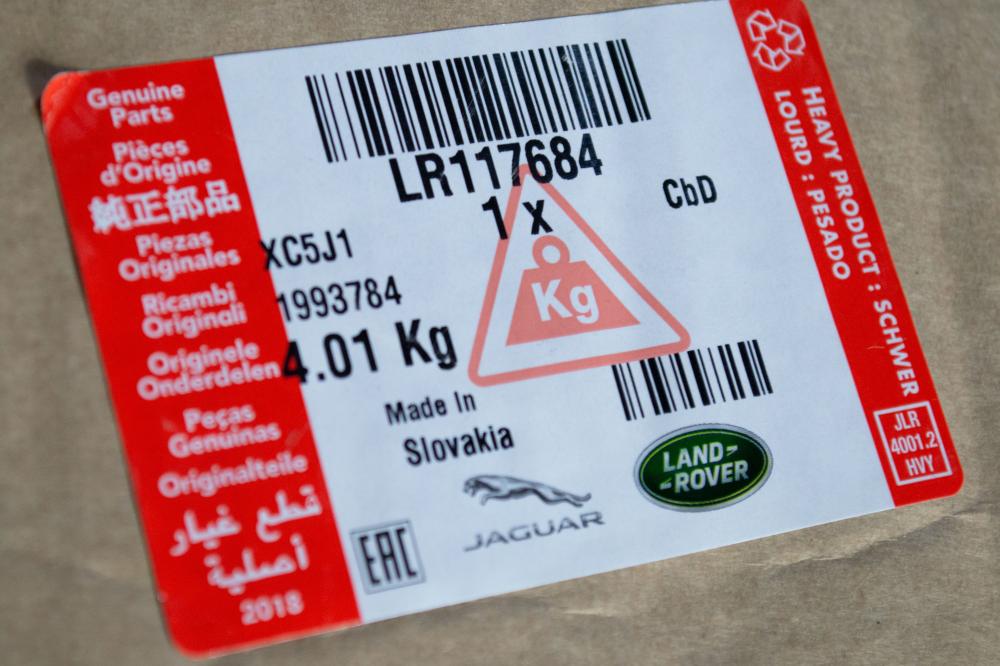 Genuine
Parts
Pièces
d'Origine
純正部品
Piezas
Originales
Ricambi
Originali
Originele
Onderdelen
Peças
Genuinas
Originalteile
قطع غيار
أصلية
2018
LR117684
1 x
CbD
XC5J1
1993784
4.01 Kg
Kg
Made In
Slovakia
EAC
JAGUAR
LAND-
-ROVER
HEAVY PRODUCT : SCHWER
LOURD : PESADO
JLR
4001.2
HVY